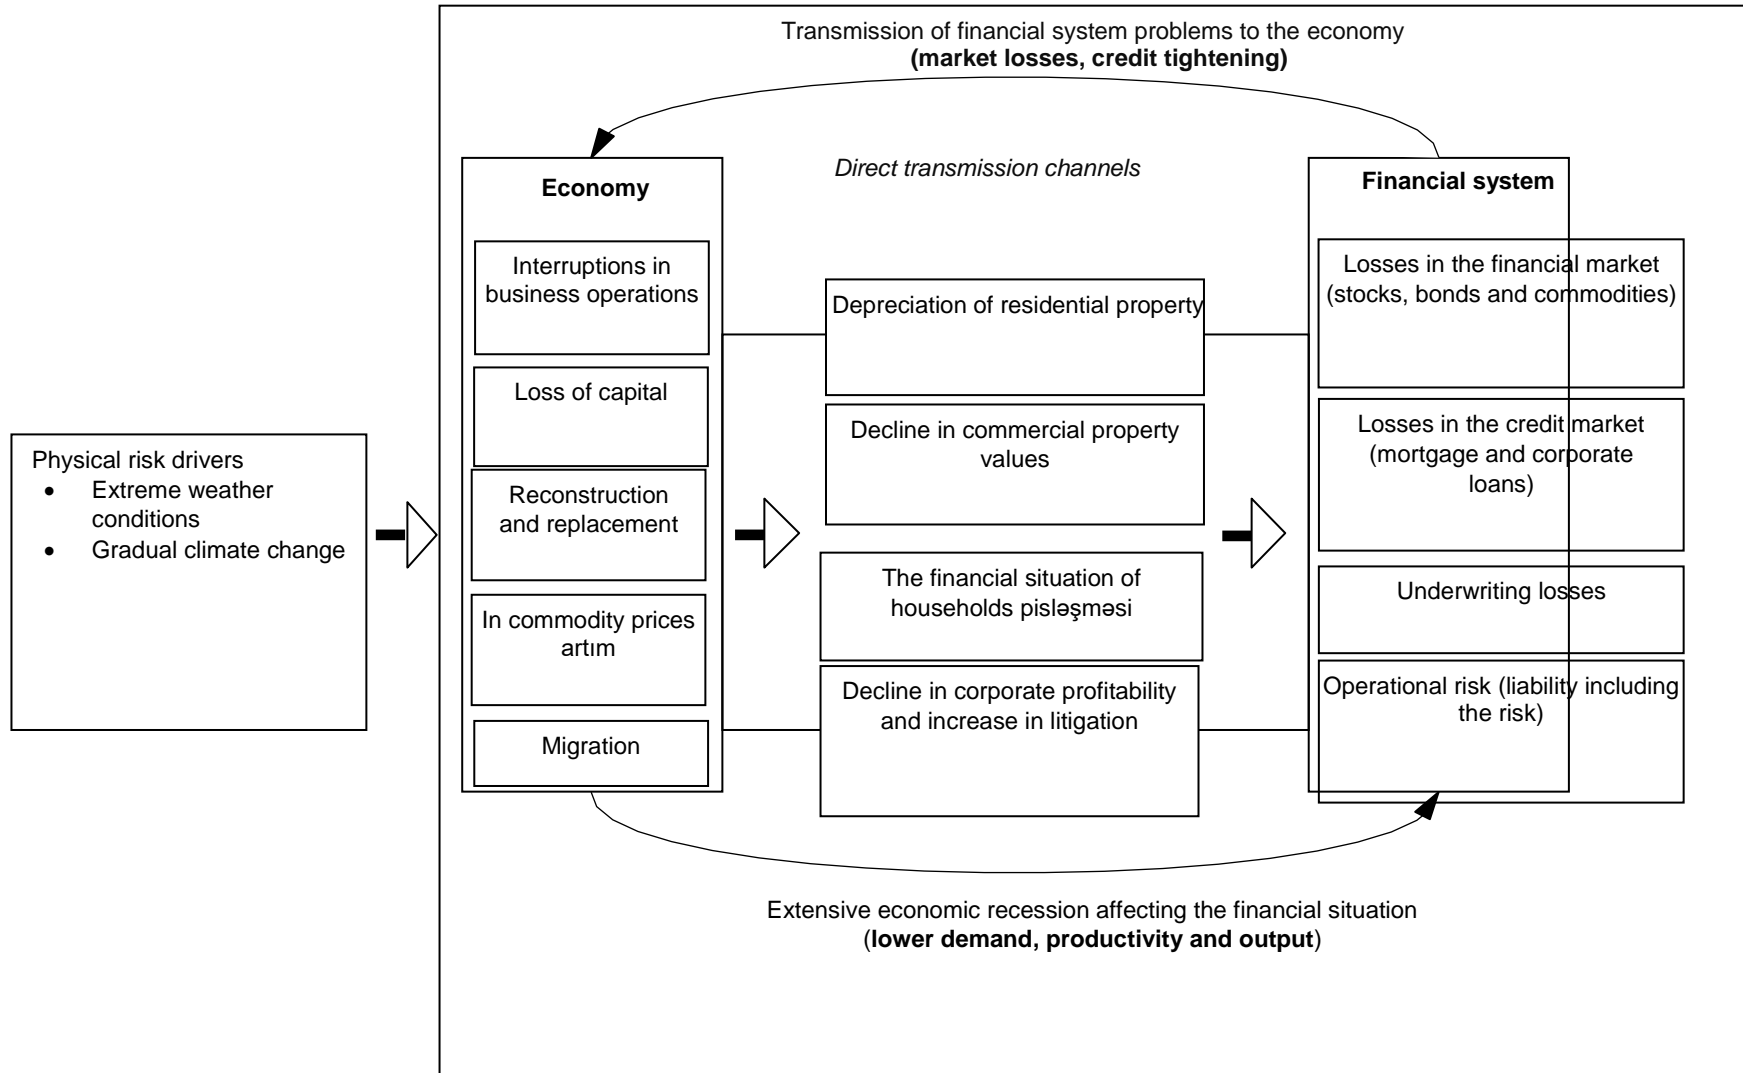 Transmission of financial system problems to the economy
(market losses, credit tightening)
Direct transmission channels
Physical risk drivers
• Extreme weather
conditions
• Gradual climate change
Economy
Interruptions in
business operations
Loss of capital
Reconstruction
and replacement
In commodity prices
artım
Migration
Depreciation of residential property
Decline in commercial property
values
The financial situation of
households pisləşməsi
Decline in corporate profitability
and increase in litigation
Financial system
Losses in the financial market
(stocks, bonds and commodities)
Losses in the credit market
(mortgage and corporate
loans)
Underwriting losses
Operational risk (liability including
the risk)
Extensive economic recession affecting the financial situation
(lower demand, productivity and output)